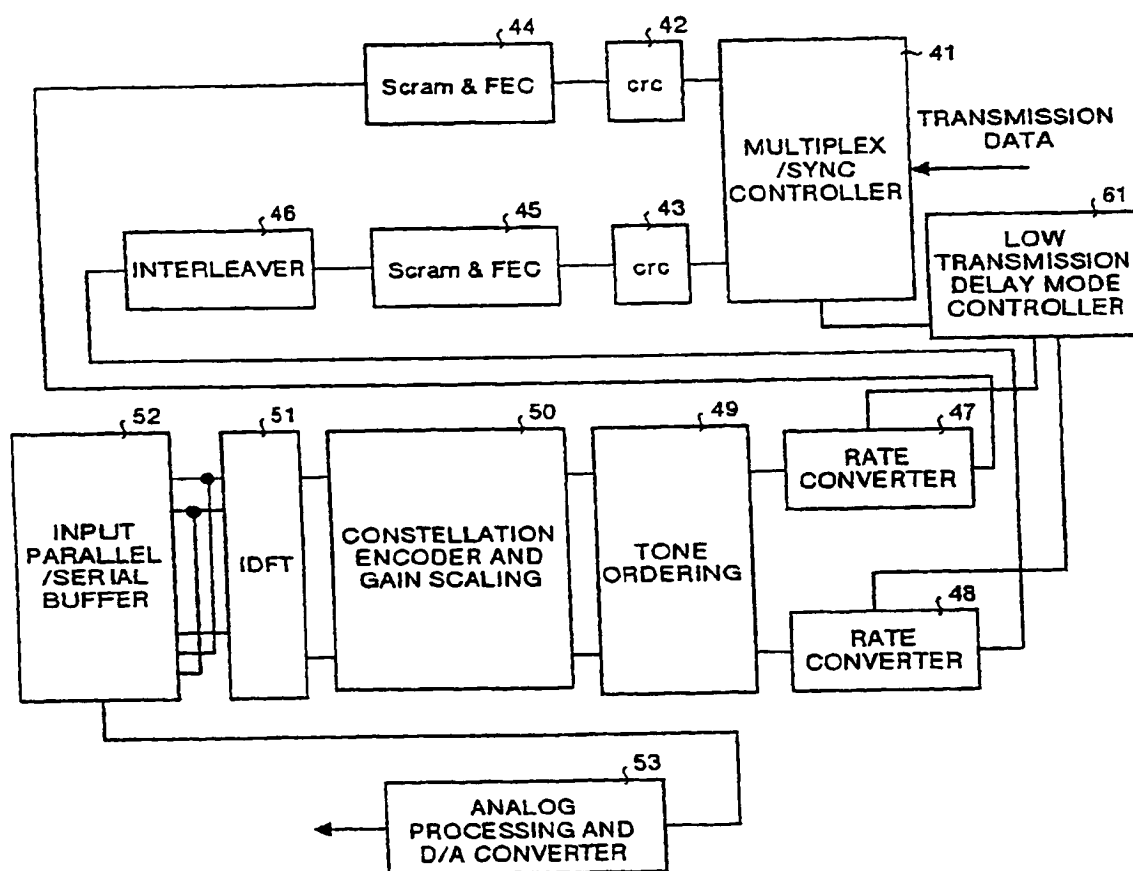 44
42
41
Scram & FEC
crc
MULTIPLEX
/SYNC
CONTROLLER
TRANSMISSION
DATA
46
45
43
61
INTERLEAVER
Scram & FEC
crc
LOW
TRANSMISSION
DELAY MODE
CONTROLLER
52
51
50
49
47
INPUT
PARALLEL
/SERIAL
BUFFER
IDFT
CONSTELLATION
ENCODER AND
GAIN SCALING
TONE
ORDERING
RATE
CONVERTER
48
RATE
CONVERTER
53
ANALOG
PROCESSING AND
D/A CONVERTER